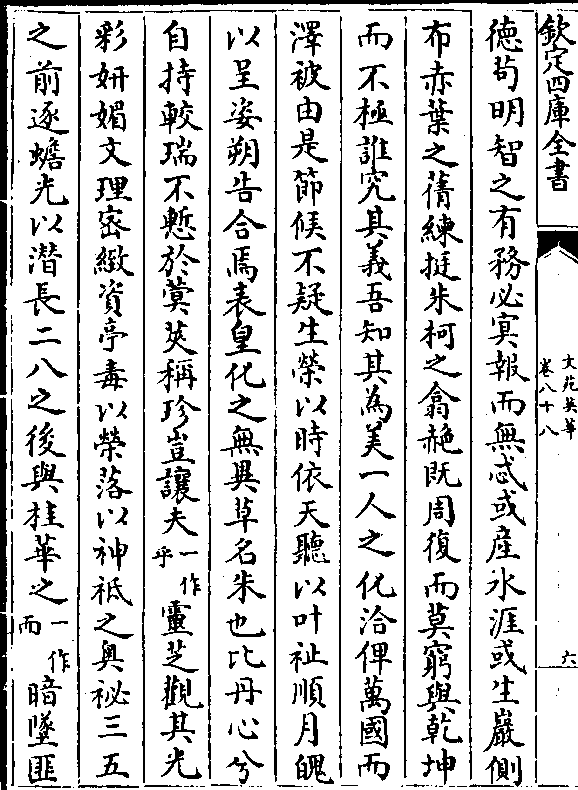 欽定四庫全書
文苑英華
卷八十八
六
德苟明智之有務必冥報而無忒或産氷涯或生巖側
布赤葉之蒨練挺朱柯之翕赩既周復而莫窮與乾坤
而不極誰究其義吾知其為美一人之化洽俾萬國而
澤被由是節候不疑生榮以時依天聽以叶祉順月魄
以呈姿朔告合焉表皇化之無異草名朱也比丹心兮
自持較瑞不慙於蓂莢稱珍豈讓夫一作乎靈芝觀其光
彩妍媚文理密緻資亭毒以榮落以神祇之奥祕三五
之前逐蟾光以潜長二八之後與桂華之一作而暗墜匪